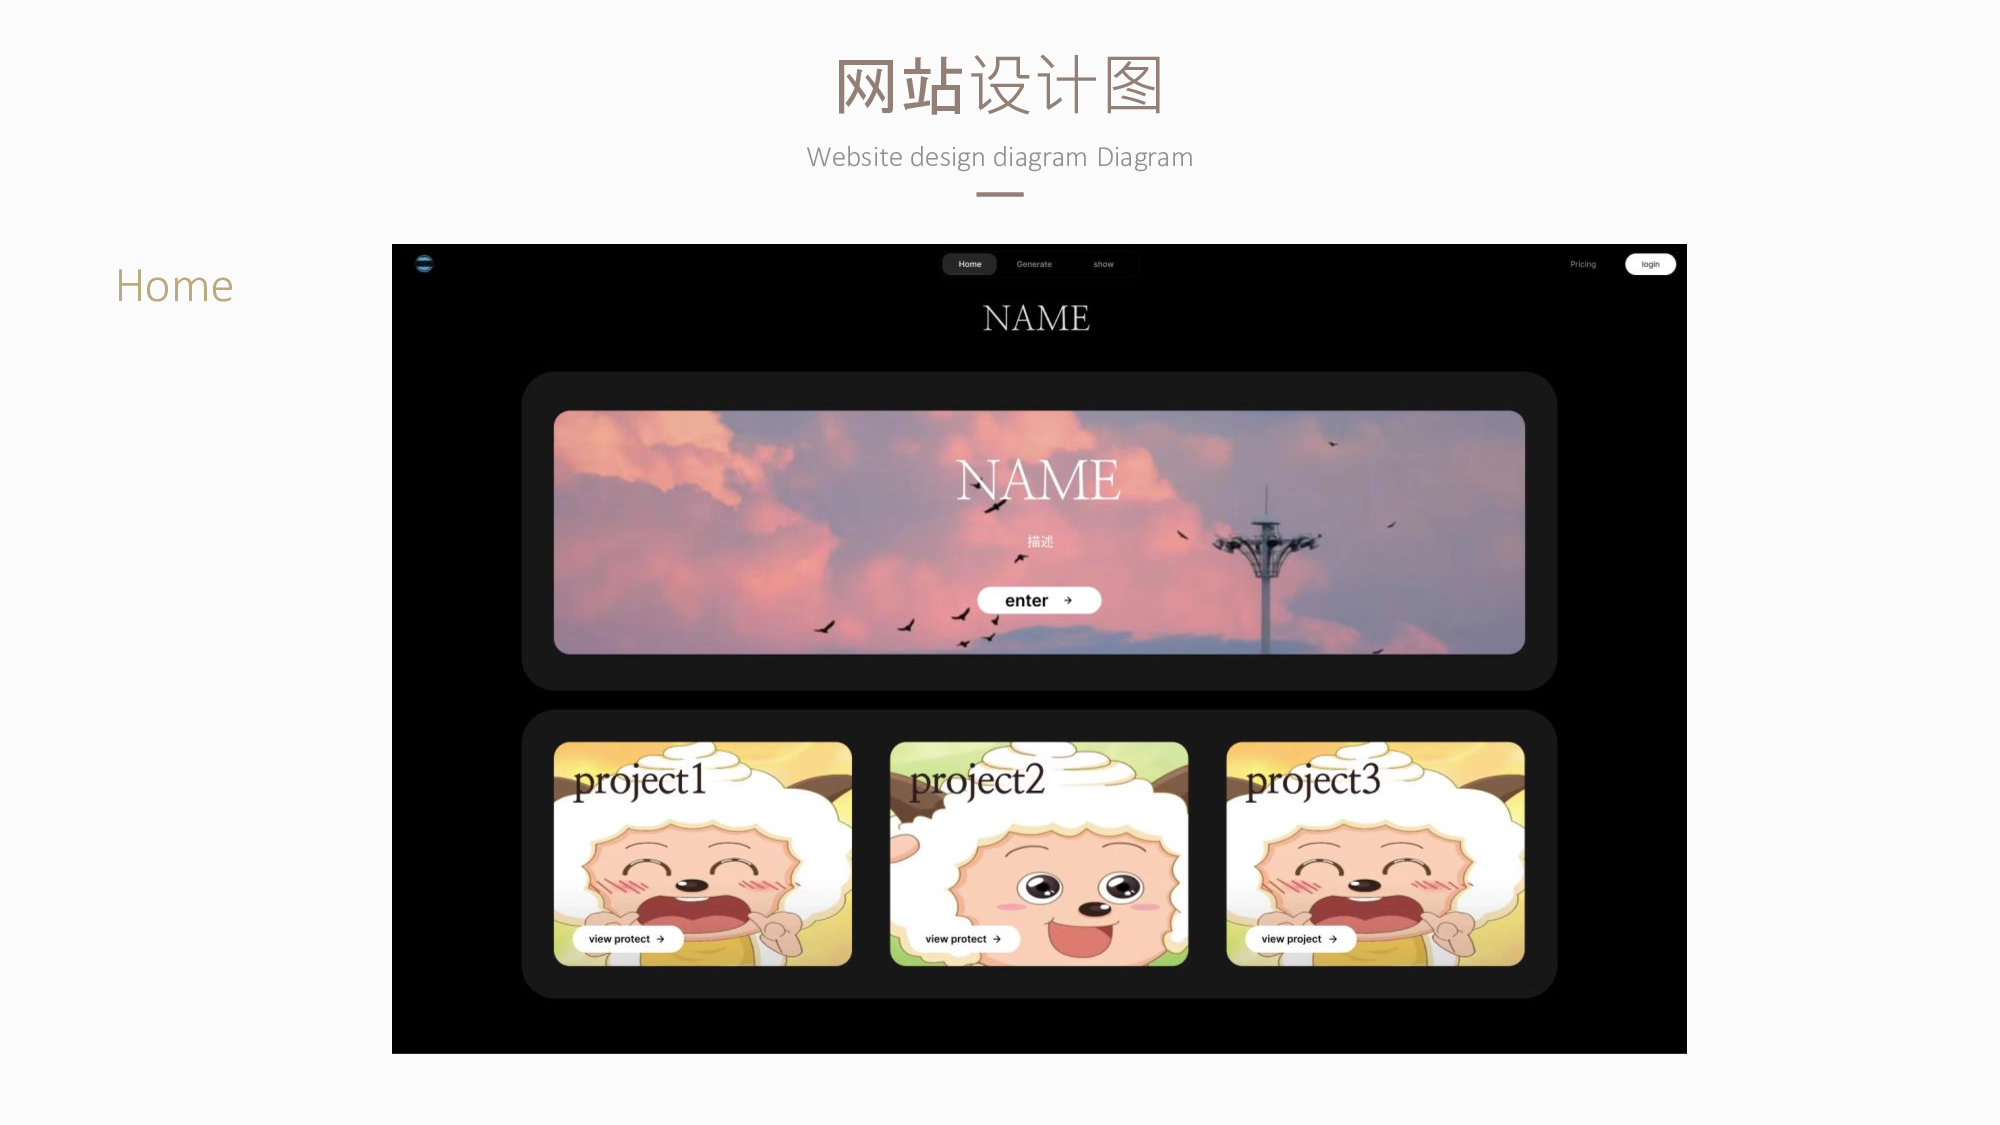 网站设计图
Website design diagram Diagram
Home
Home Generate show Pricing login
NAME
NAME
描述
enter →
project1 project2 project3
view protect → view protect → view project →